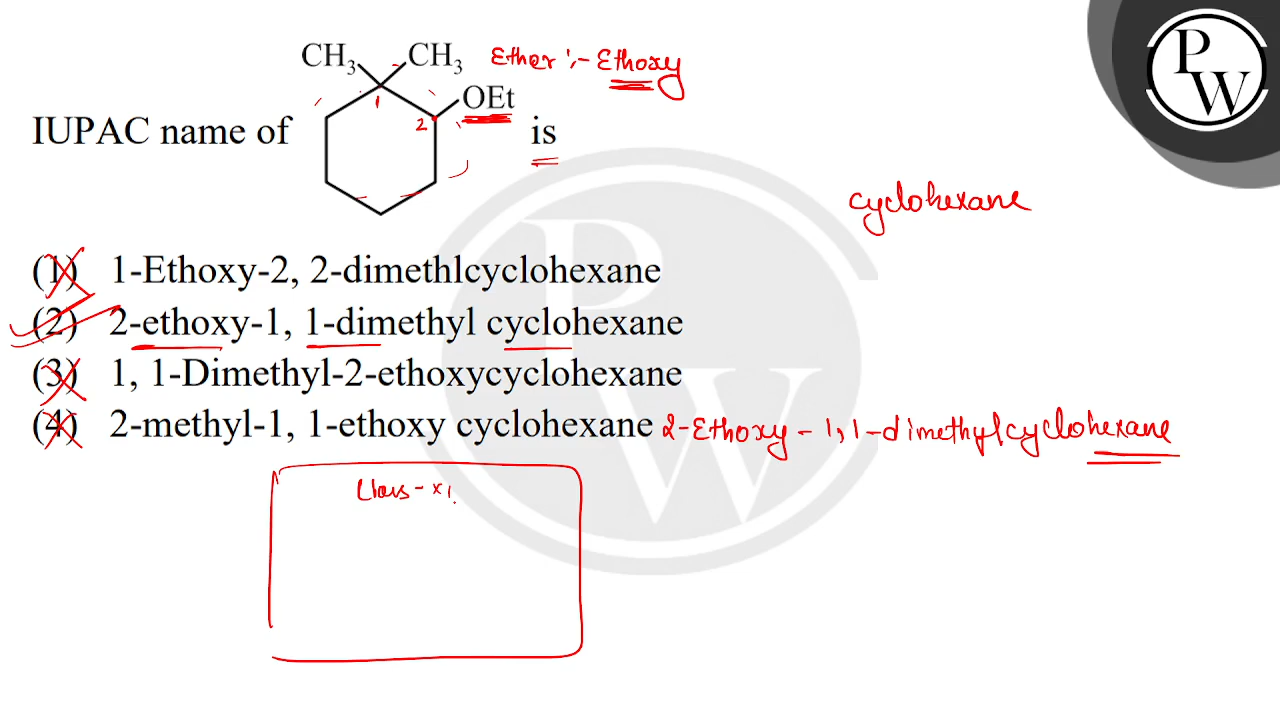 CH3 CH3 Ether :- Ethoxy
OEt
1
2
IUPAC name of is
cyclohexane
(1) 1-Ethoxy-2, 2-dimethlcyclohexane
(2) 2-ethoxy-1, 1-dimethyl cyclohexane
(3) 1, 1-Dimethyl-2-ethoxycyclohexane
(4) 2-methyl-1, 1-ethoxy cyclohexane 2-Ethoxy-1,1-dimethylcyclohexane
Class-XI
P
W
P
W